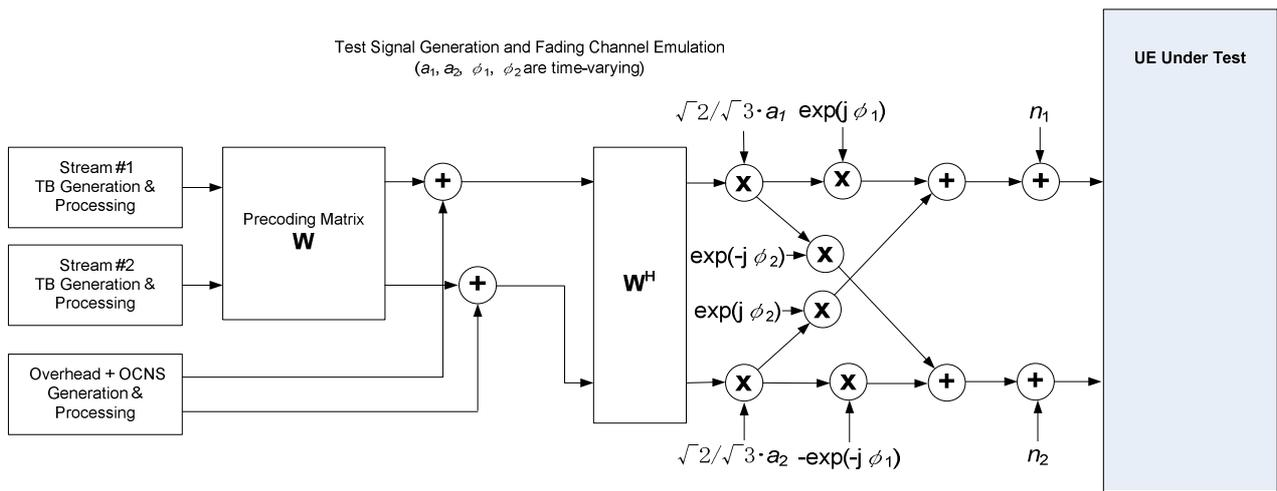 Test Signal Generation and Fading Channel Emulation
(a₁, a₂, ϕ₁, ϕ₂ are time-varying)
UE Under Test
√2/√3·a₁ exp(j ϕ₁)
n₁
Stream #1
TB Generation &
Processing
Precoding Matrix
W
+
x
x
+
+
exp(-j ϕ₂)
x
Stream #2
TB Generation &
Processing
+
Wᴴ
exp(j ϕ₂)
x
Overhead + OCNS
Generation &
Processing
x
x
+
+
√2/√3·a₂ -exp(-j ϕ₁)
n₂